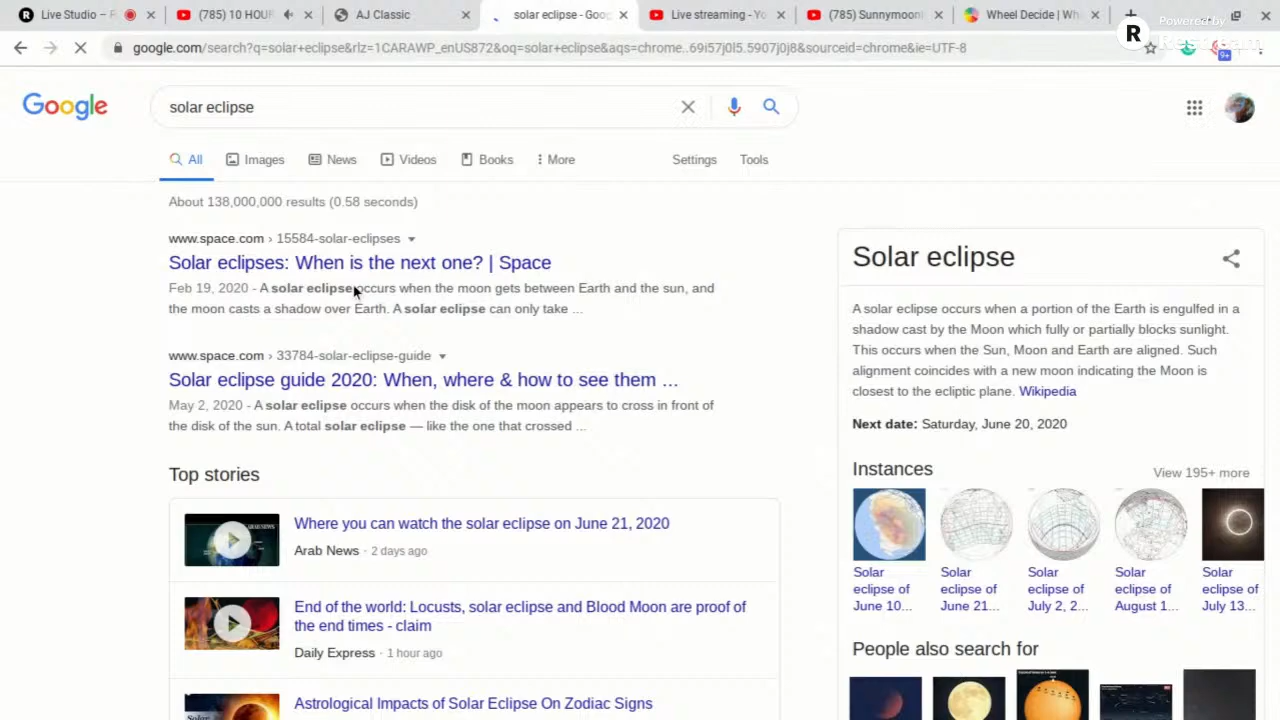 Live Studio – R
(785) 10 HOUR
AJ Classic
solar eclipse - Goo
Live streaming - Yo
(785) Sunnymoon
Wheel Decide | Wh
Powered by
Restream
google.com/search?q=solar+eclipse&rlz=1CARAWP_enUS872&oq=solar+eclipse&aqs=chrome..69i57j0l5.5907j0j8&sourceid=chrome&ie=UTF-8
R
9+
Google
solar eclipse
All
Images
News
Videos
Books
More
Settings
Tools
About 138,000,000 results (0.58 seconds)
www.space.com › 15584-solar-eclipses
Solar eclipses: When is the next one? | Space
Feb 19, 2020 - A solar eclipse occurs when the moon gets between Earth and the sun, and
the moon casts a shadow over Earth. A solar eclipse can only take ...
www.space.com › 33784-solar-eclipse-guide
Solar eclipse guide 2020: When, where & how to see them ...
May 2, 2020 - A solar eclipse occurs when the disk of the moon appears to cross in front of
the disk of the sun. A total solar eclipse — like the one that crossed ...
Top stories
Where you can watch the solar eclipse on June 21, 2020
Arab News · 2 days ago
End of the world: Locusts, solar eclipse and Blood Moon are proof of
the end times - claim
Daily Express · 1 hour ago
Astrological Impacts of Solar Eclipse On Zodiac Signs
Solar eclipse
A solar eclipse occurs when a portion of the Earth is engulfed in a
shadow cast by the Moon which fully or partially blocks sunlight.
This occurs when the Sun, Moon and Earth are aligned. Such
alignment coincides with a new moon indicating the Moon is
closest to the ecliptic plane. Wikipedia
Next date: Saturday, June 20, 2020
Instances
View 195+ more
Solar
eclipse of
June 10...
Solar
eclipse of
June 21...
Solar
eclipse of
July 2, 2...
Solar
eclipse of
August 1...
Solar
eclipse of
July 13...
People also search for